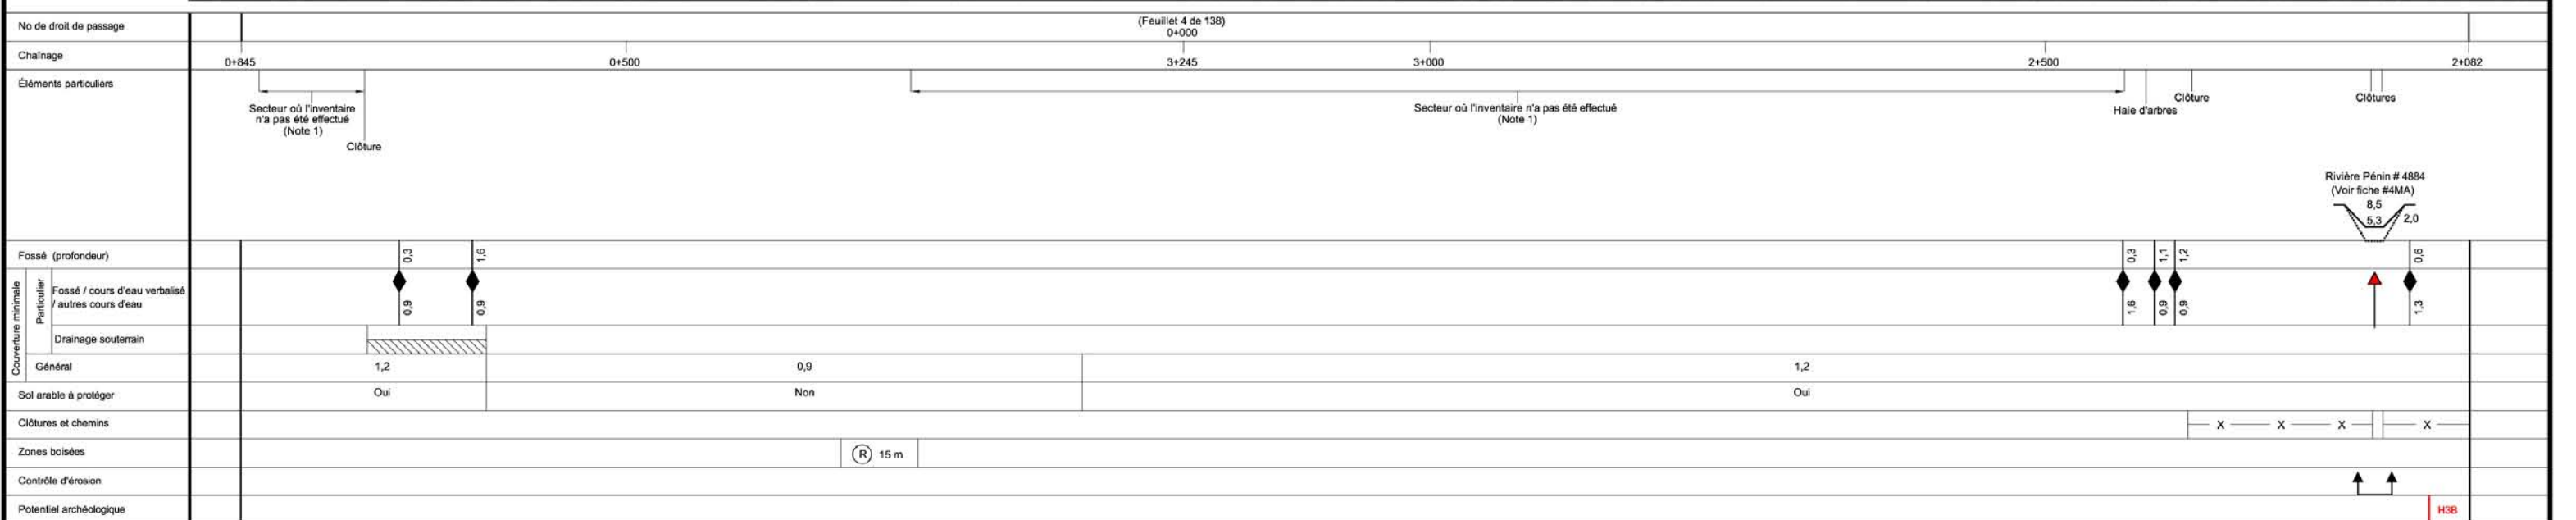 No de droit de passage
(Feuillet 4 de 138)
0+000
Chaînage
0+845
0+500
3+245
3+000
2+500
2+082
Éléments particuliers
Secteur où l'inventaire
n'a pas été effectué
(Note 1)
Clôture
Secteur où l'inventaire n'a pas été effectué
(Note 1)
Haie d'arbres
Clôture
Clôtures
Rivière Pénin # 4884
(Voir fiche #4MA)
8,5
5,3
2,0
Fossé (profondeur)
0,3
1,6
0,3
1,1
1,2
0,6
Couverture minimale
Particulier
Fossé / cours d'eau verbalisé
/ autres cours d'eau
0,9
0,9
1,6
0,9
0,9
1,3
Drainage souterrain
Général
1,2
0,9
1,2
Sol arable à protéger
Oui
Non
Oui
Clôtures et chemins
X X X X
Zones boisées
R 15 m
Contrôle d'érosion
Potentiel archéologique
H3B